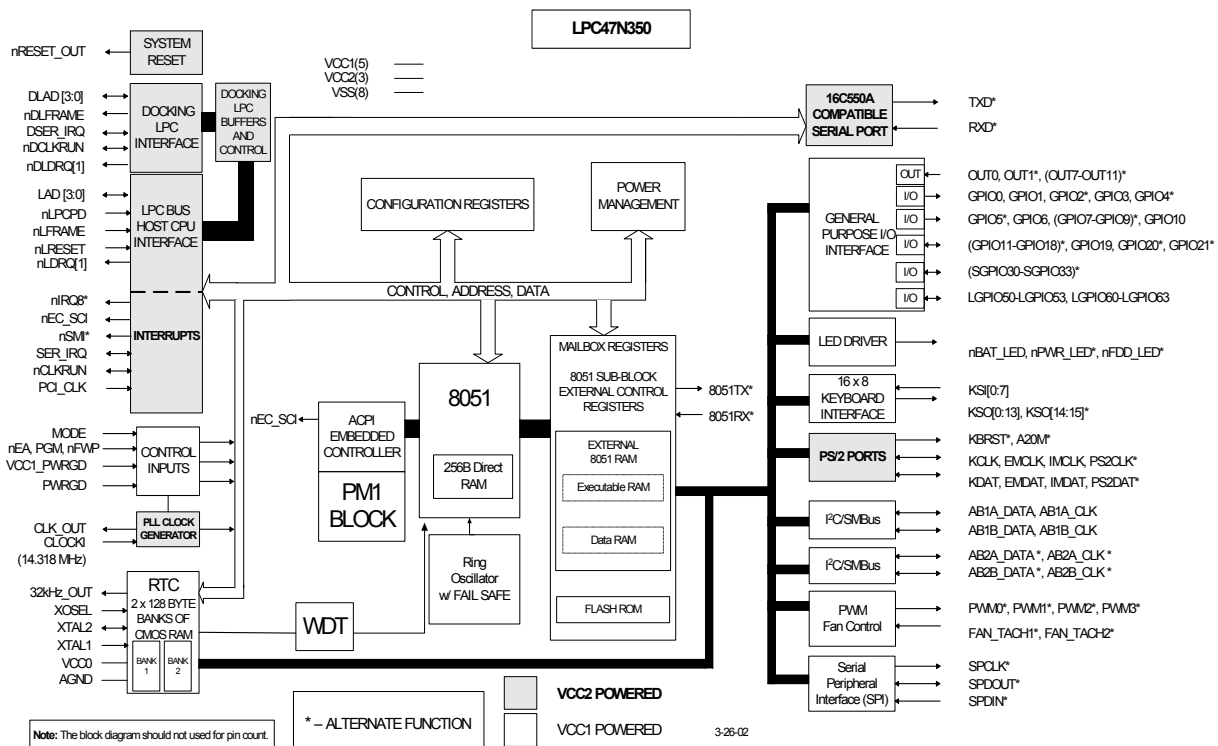 LPC47N350
nRESET_OUT
SYSTEM
RESET
VCC1(5)
VCC2(3)
VSS(8)
DLAD [3:0]
nDLFRAME
DSER_IRQ
nDCLKRUN
nDLDRQ[1]
DOCKING
LPC
INTERFACE
DOCKING
LPC
BUFFERS
AND
CONTROL
16C550A
COMPATIBLE
SERIAL PORT
TXD*
RXD*
LAD [3:0]
nLPCPD
nLFRAME
nLRESET
nLDRQ[1]
LPC BUS
HOST CPU
INTERFACE
CONFIGURATION REGISTERS
POWER
MANAGEMENT
GENERAL
PURPOSE I/O
INTERFACE
OUT
I/O
I/O
I/O
I/O
I/O
OUT0, OUT1*, (OUT7-OUT11)*
GPIO0, GPIO1, GPIO2*, GPIO3, GPIO4*
GPIO5*, GPIO6, (GPIO7-GPIO9)*, GPIO10
(GPIO11-GPIO18)*, GPIO19, GPIO20*, GPIO21*
(SGPIO30-SGPIO33)*
LGPIO50-LGPIO53, LGPIO60-LGPIO63
CONTROL, ADDRESS, DATA
nIRQ8*
nEC_SCI
nSMI*
SER_IRQ
nCLKRUN
PCI_CLK
INTERRUPTS
MAILBOX REGISTERS
8051 SUB-BLOCK
EXTERNAL CONTROL
REGISTERS
8051TX*
8051RX*
LED DRIVER
nBAT_LED, nPWR_LED*, nFDD_LED*
16 x 8
KEYBOARD
INTERFACE
KSI[0:7]
KSO[0:13], KSO[14:15]*
nEC_SCI
ACPI
EMBEDDED
CONTROLLER
PM1
BLOCK
8051
256B Direct
RAM
EXTERNAL
8051 RAM
Executable RAM
Data RAM
FLASH ROM
MODE
nEA, PGM, nFWP
VCC1_PWRGD
PWRGD
CONTROL
INPUTS
PS/2 PORTS
KBRST*, A20M*
KCLK, EMCLK, IMCLK, PS2CLK*
KDAT, EMDAT, IMDAT, PS2DAT*
CLK_OUT
CLOCKI
(14.318 MHz)
PLL CLOCK
GENERATOR
I²C/SMBus
AB1A_DATA, AB1A_CLK
AB1B_DATA, AB1B_CLK
I²C/SMBus
AB2A_DATA*, AB2A_CLK*
AB2B_DATA*, AB2B_CLK*
Ring
Oscillator
w/ FAIL SAFE
32kHz_OUT
XOSEL
XTAL2
XTAL1
VCC0
AGND
RTC
2 x 128 BYTE
BANKS OF
CMOS RAM
BANK
1
BANK
2
WDT
PWM
Fan Control
PWM0*, PWM1*, PWM2*, PWM3*
FAN_TACH1*, FAN_TACH2*
Serial
Peripheral
Interface (SPI)
SPCLK*
SPDOUT*
SPDIN*
Note: The block diagram should not used for pin count.
* – ALTERNATE FUNCTION
VCC2 POWERED
VCC1 POWERED
3-26-02